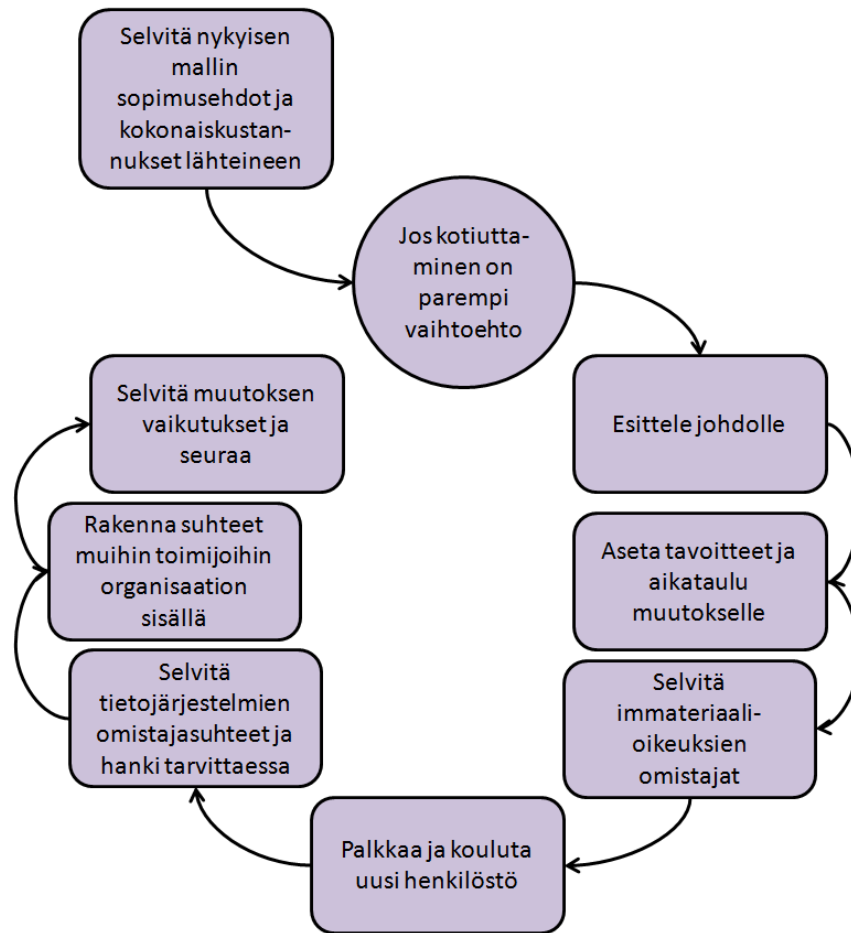 Selvitä nykyisen
mallin
sopimusehdot ja
kokonaiskustan-
nukset lähteineen
Jos kotiutta-
minen on
parempi
vaihtoehto
Esittele johdolle
Aseta tavoitteet ja
aikataulu
muutokselle
Selvitä
immateriaali-
oikeuksien
omistajat
Palkkaa ja kouluta
uusi henkilöstö
Selvitä
tietojärjestelmien
omistajasuhteet ja
hanki tarvittaessa
Rakenna suhteet
muihin toimijoihin
organisaation
sisällä
Selvitä muutoksen
vaikutukset ja
seuraa